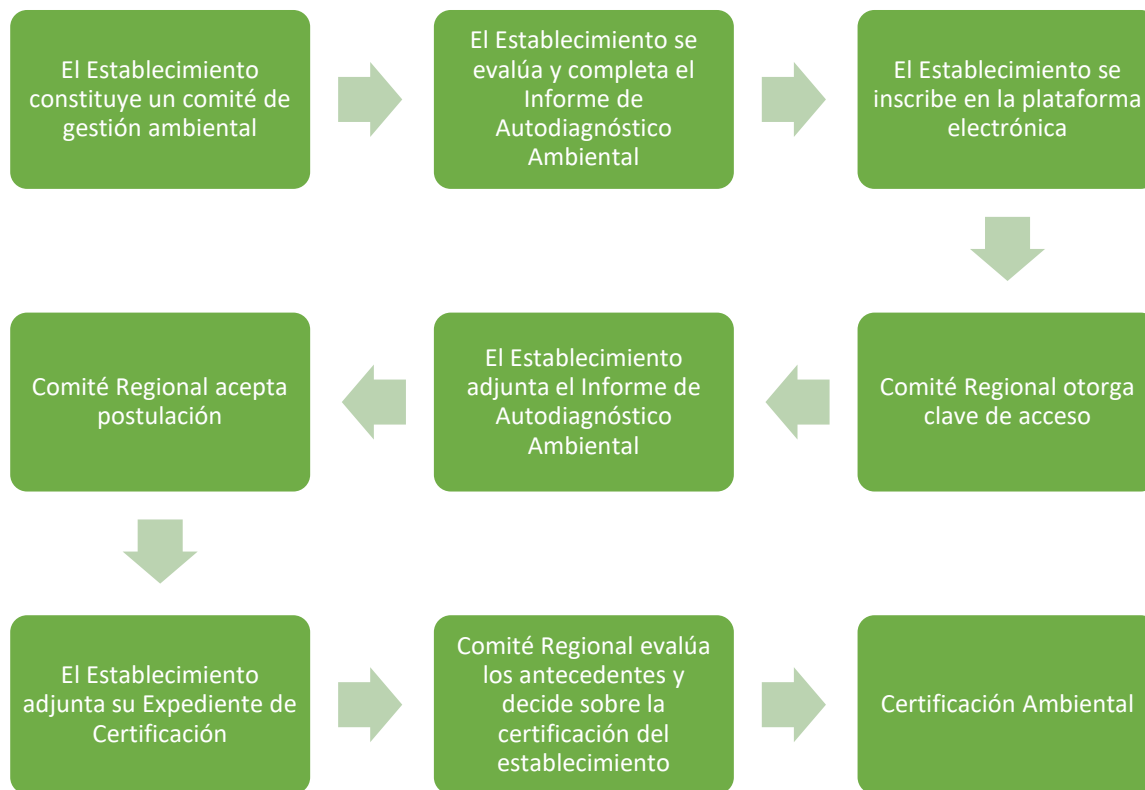 El Establecimiento
constituye un comité de
gestión ambiental
El Establecimiento se
evalúa y completa el
Informe de
Autodiagnóstico
Ambiental
El Establecimiento se
inscribe en la plataforma
electrónica
Comité Regional otorga
clave de acceso
El Establecimiento
adjunta el Informe de
Autodiagnóstico
Ambiental
Comité Regional acepta
postulación
El Establecimiento
adjunta su Expediente de
Certificación
Comité Regional evalúa
los antecedentes y
decide sobre la
certificación del
establecimiento
Certificación Ambiental